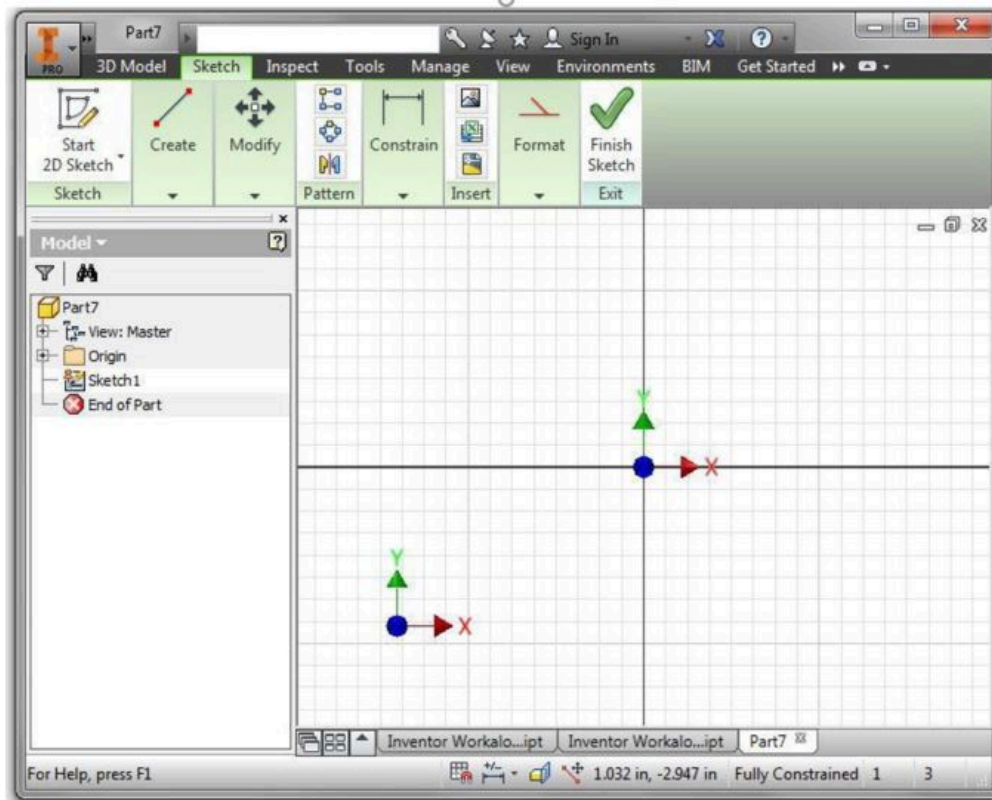 Part7
Sign In
PRO
3D Model Sketch Inspect Tools Manage View Environments BIM Get Started
Start
2D Sketch
Create
Modify
Constrain
Format
Finish
Sketch
Sketch
Pattern
Insert
Exit
Model
Part7
View: Master
Origin
Sketch1
End of Part
Y
X
Y
X
Inventor Workalo...ipt Inventor Workalo...ipt Part7
For Help, press F1 1.032 in, -2.947 in Fully Constrained 1 3